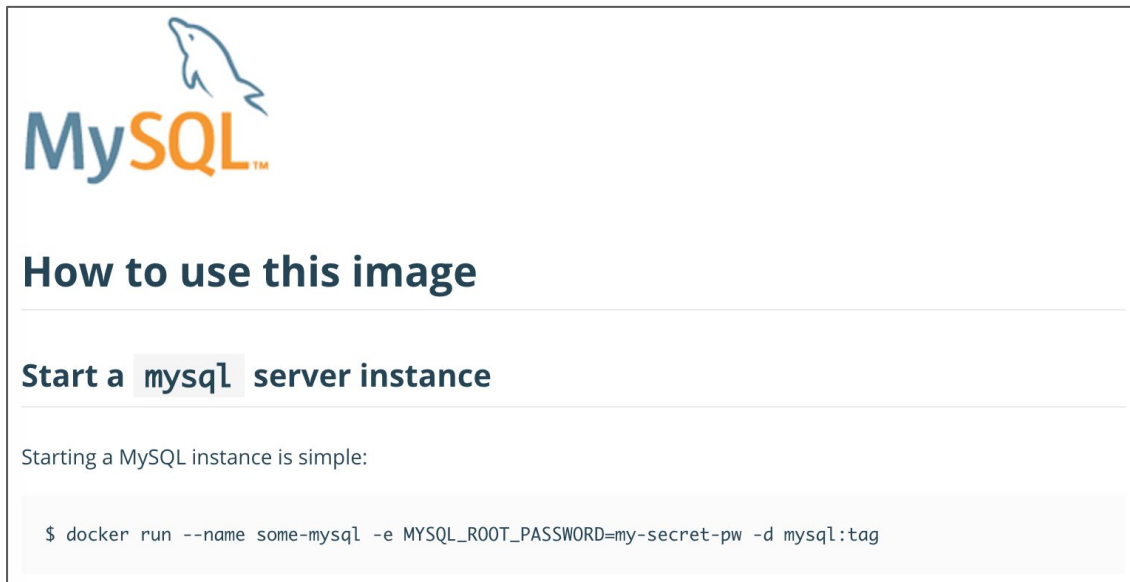 MySQL™
How to use this image
Start a mysql server instance
Starting a MySQL instance is simple:
$ docker run --name some-mysql -e MYSQL_ROOT_PASSWORD=my-secret-pw -d mysql:tag